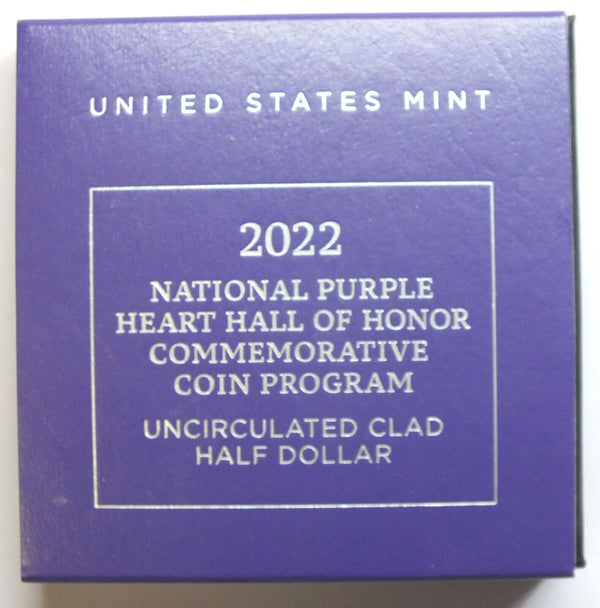 UNITED STATES MINT
2022
NATIONAL PURPLE
HEART HALL OF HONOR
COMMEMORATIVE
COIN PROGRAM
UNCIRCULATED CLAD
HALF DOLLAR